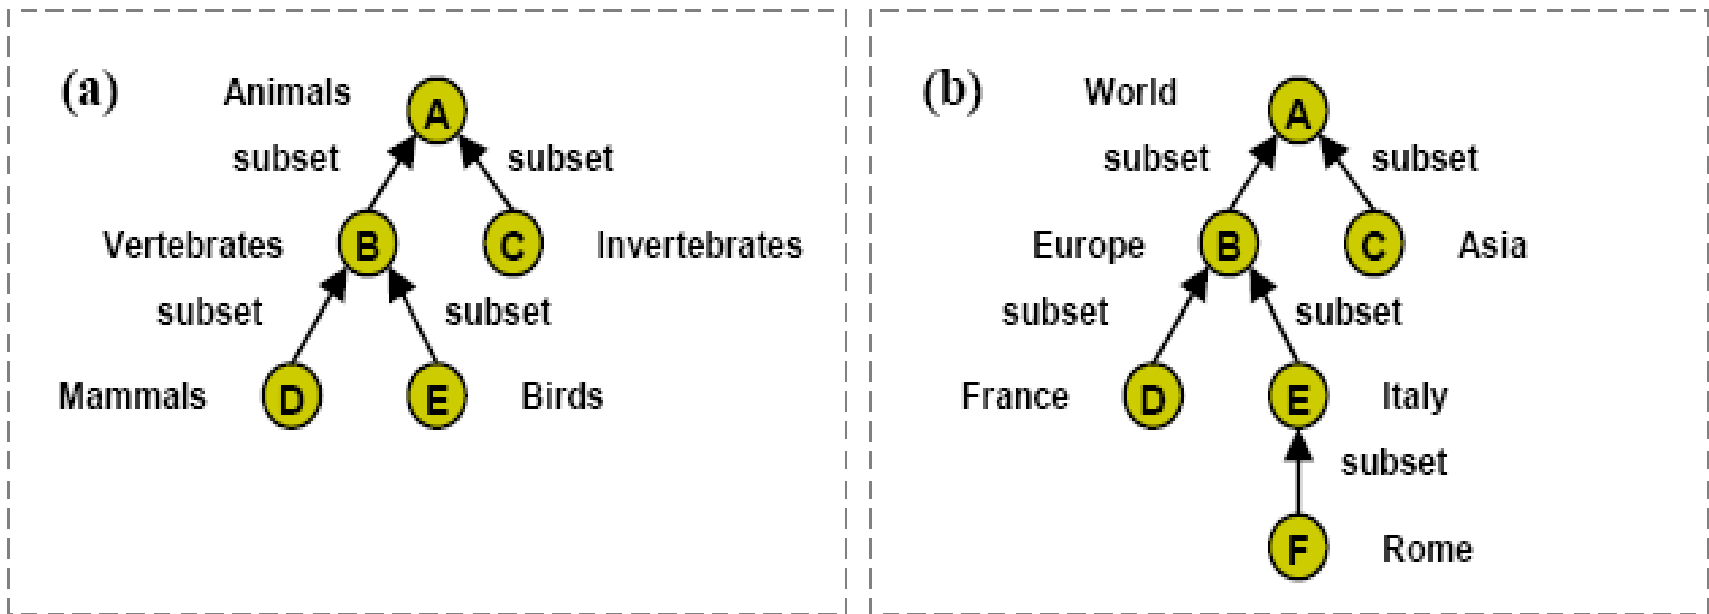 (a) Animals A
subset subset
Vertebrates B C Invertebrates
subset subset
Mammals D E Birds
(b) World A
subset subset
Europe B C Asia
subset subset
France D E Italy
subset
F Rome